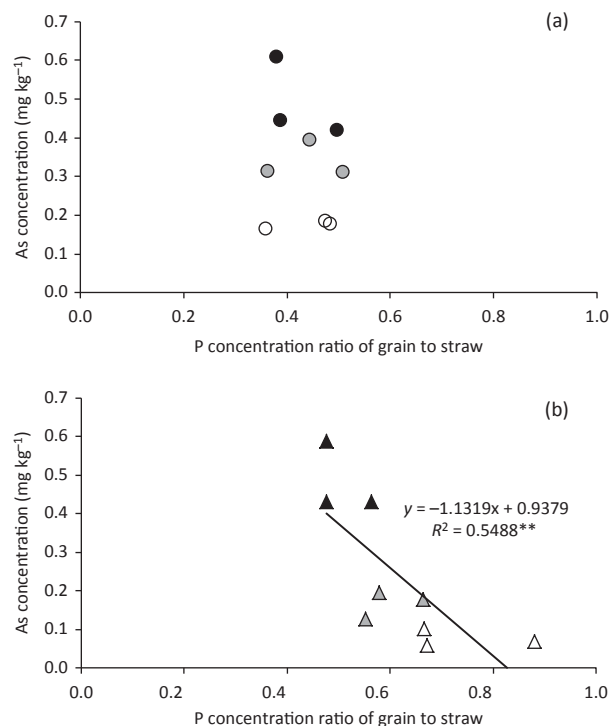 (a)
0.7
0.6
0.5
0.4
0.3
0.2
0.1
0.0
As concentration (mg kg⁻¹)
0.0 0.2 0.4 0.6 0.8 1.0
P concentration ratio of grain to straw
(b)
0.7
0.6
0.5
0.4
0.3
0.2
0.1
0.0
As concentration (mg kg⁻¹)
y = –1.1319x + 0.9379
R² = 0.5488**
0.0 0.2 0.4 0.6 0.8 1.0
P concentration ratio of grain to straw